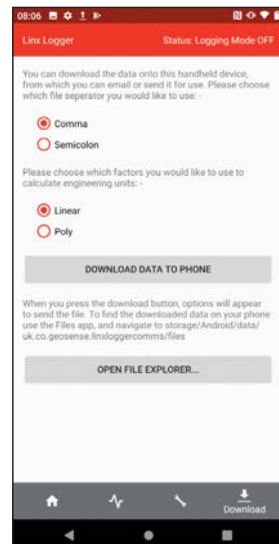 08:06
Linx Logger
Status: Logging Mode OFF
You can download the data onto this handheld device,
from which you can email or send it for use. Please choose
which file seperator you would like to use: -
Comma
Semicolon
Please choose which factors you would like to use to
calculate engineering units: -
Linear
Poly
DOWNLOAD DATA TO PHONE
When you press the download button, options will appear
to send the file. To find the downloaded data on your phone
use the Files app, and navigate to storage/Android/data/
uk.co.geosense.linxloggercomms/files
OPEN FILE EXPLORER...
Download